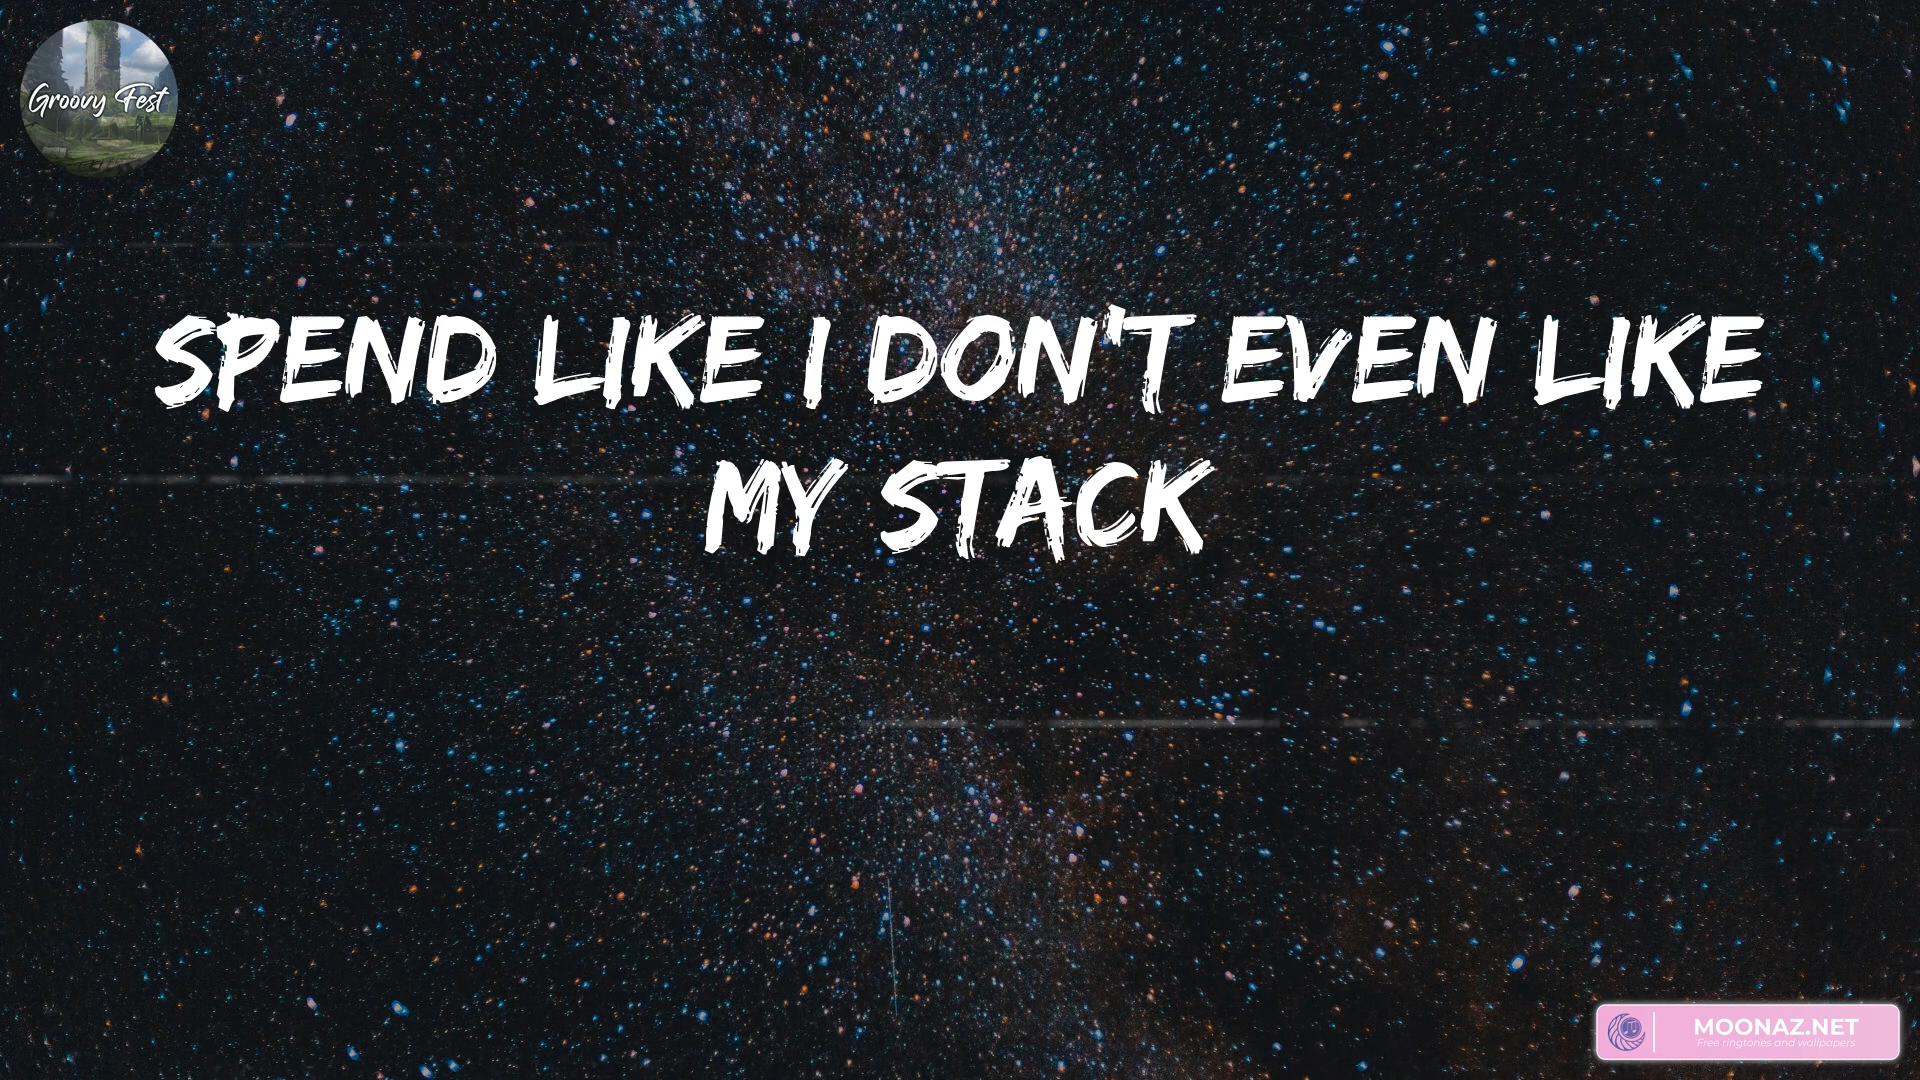 Groovy Fest
SPEND LIKE I DON'T EVEN LIKE
MY STACK
MOONAZ.NET
Free ringtones and wallpapers